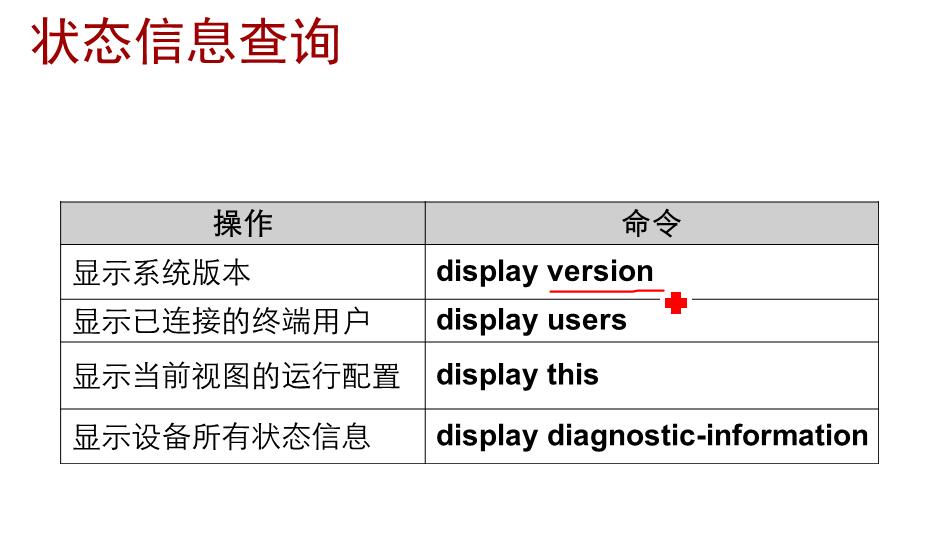 状态信息查询
操作 命令
显示系统版本 display version
显示已连接的终端用户 display users
显示当前视图的运行配置 display this
显示设备所有状态信息 display diagnostic-information